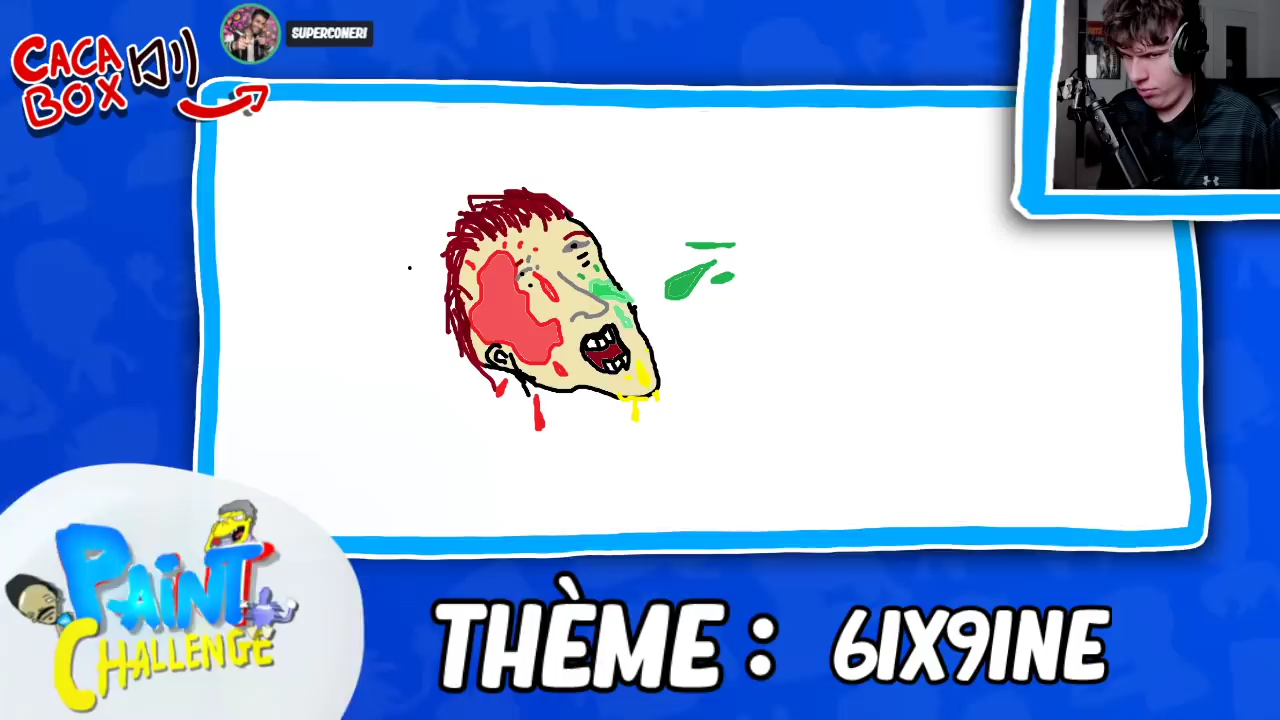 CACA
BOX
SUPERCONERI
PAINT
CHALLENGE
THÈME : 6IX9INE